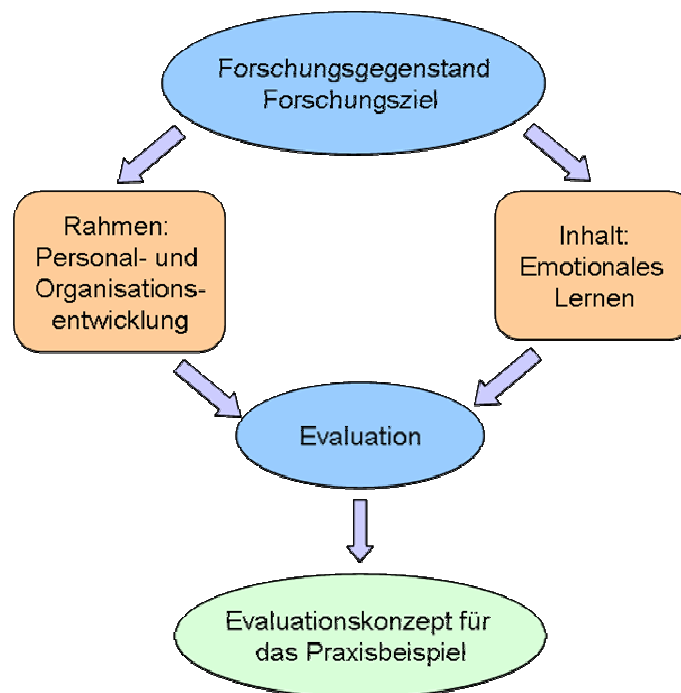 Forschungsgegenstand
Forschungsziel
Rahmen:
Personal- und
Organisations-
entwicklung
Inhalt:
Emotionales
Lernen
Evaluation
Evaluationskonzept für
das Praxisbeispiel